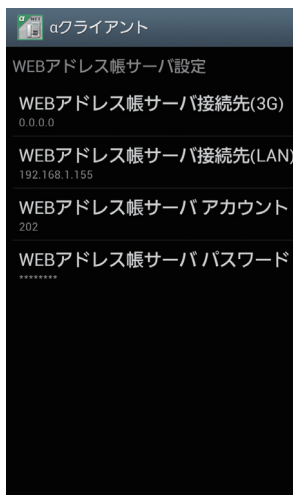 αクライアント
WEBアドレス帳サーバ設定
WEBアドレス帳サーバ接続先(3G)
0.0.0.0
WEBアドレス帳サーバ接続先(LAN)
192.168.1.155
WEBアドレス帳サーバ アカウント
202
WEBアドレス帳サーバ パスワード
********